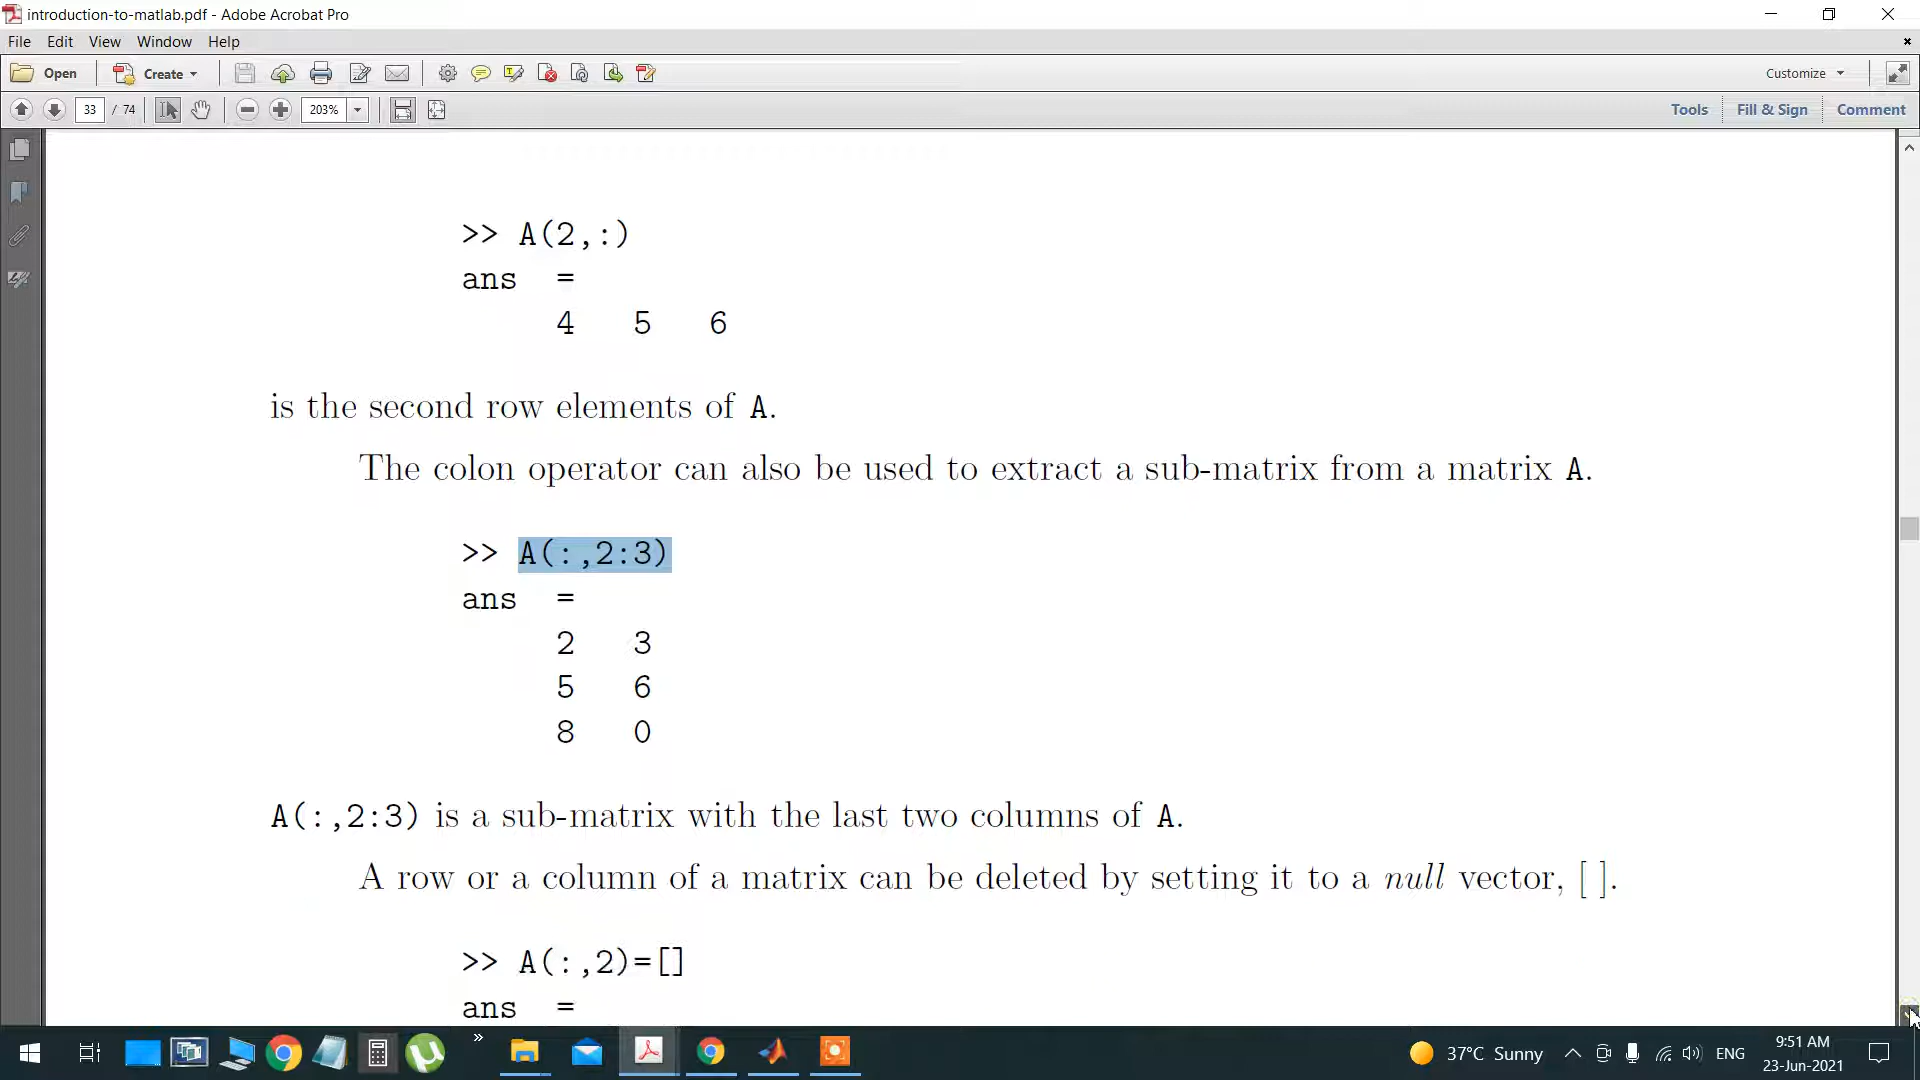 introduction-to-matlab.pdf - Adobe Acrobat Pro
File Edit View Window Help
Open Create Customize
33 / 74 203% Tools Fill & Sign Comment
>> A(2,:)
ans =
4 5 6
is the second row elements of A.
The colon operator can also be used to extract a sub-matrix from a matrix A.
>> A(:,2:3)
ans =
2 3
5 6
8 0
A(:,2:3) is a sub-matrix with the last two columns of A.
A row or a column of a matrix can be deleted by setting it to a null vector, [ ].
>> A(:,2)=[]
ans =
37°C Sunny ENG 9:51 AM
23-Jun-2021